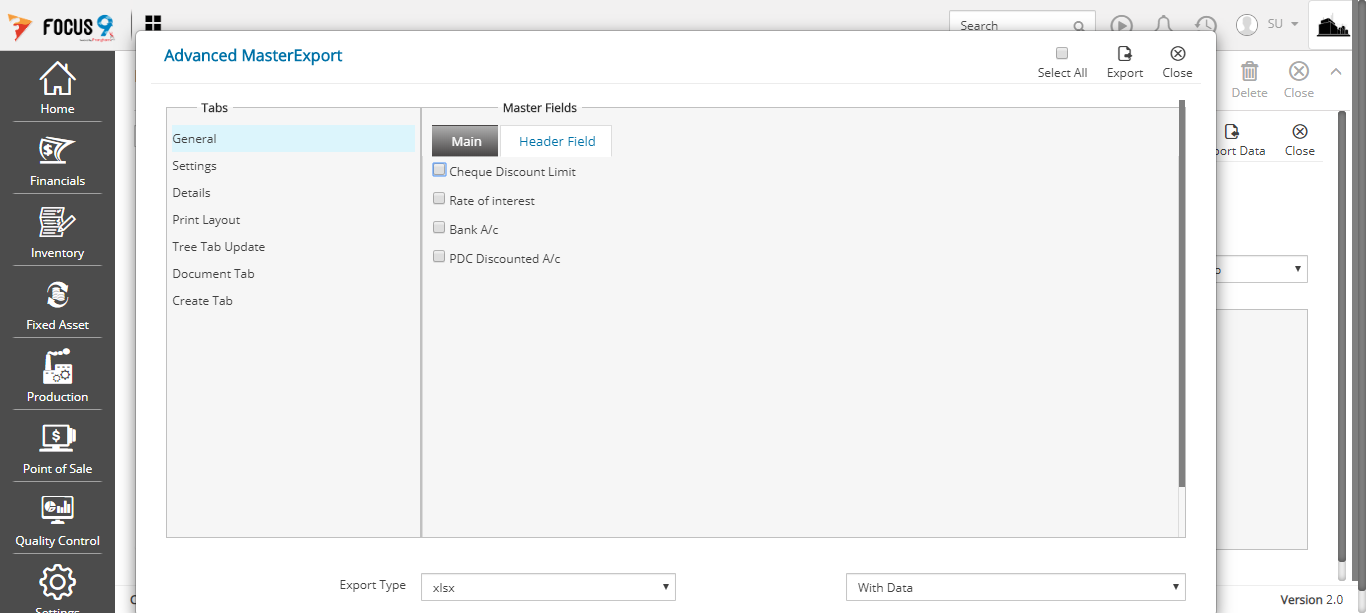 FOCUS 9
Search
SU
Advanced MasterExport
Select All
Export
Close
Delete
Close
Home
Financials
Inventory
Fixed Asset
Production
Point of Sale
Quality Control
Settings
Tabs
General
Settings
Details
Print Layout
Tree Tab Update
Document Tab
Create Tab
Master Fields
Main
Header Field
Cheque Discount Limit
Rate of interest
Bank A/c
PDC Discounted A/c
port Data
Close
Export Type
xlsx
With Data
Version 2.0